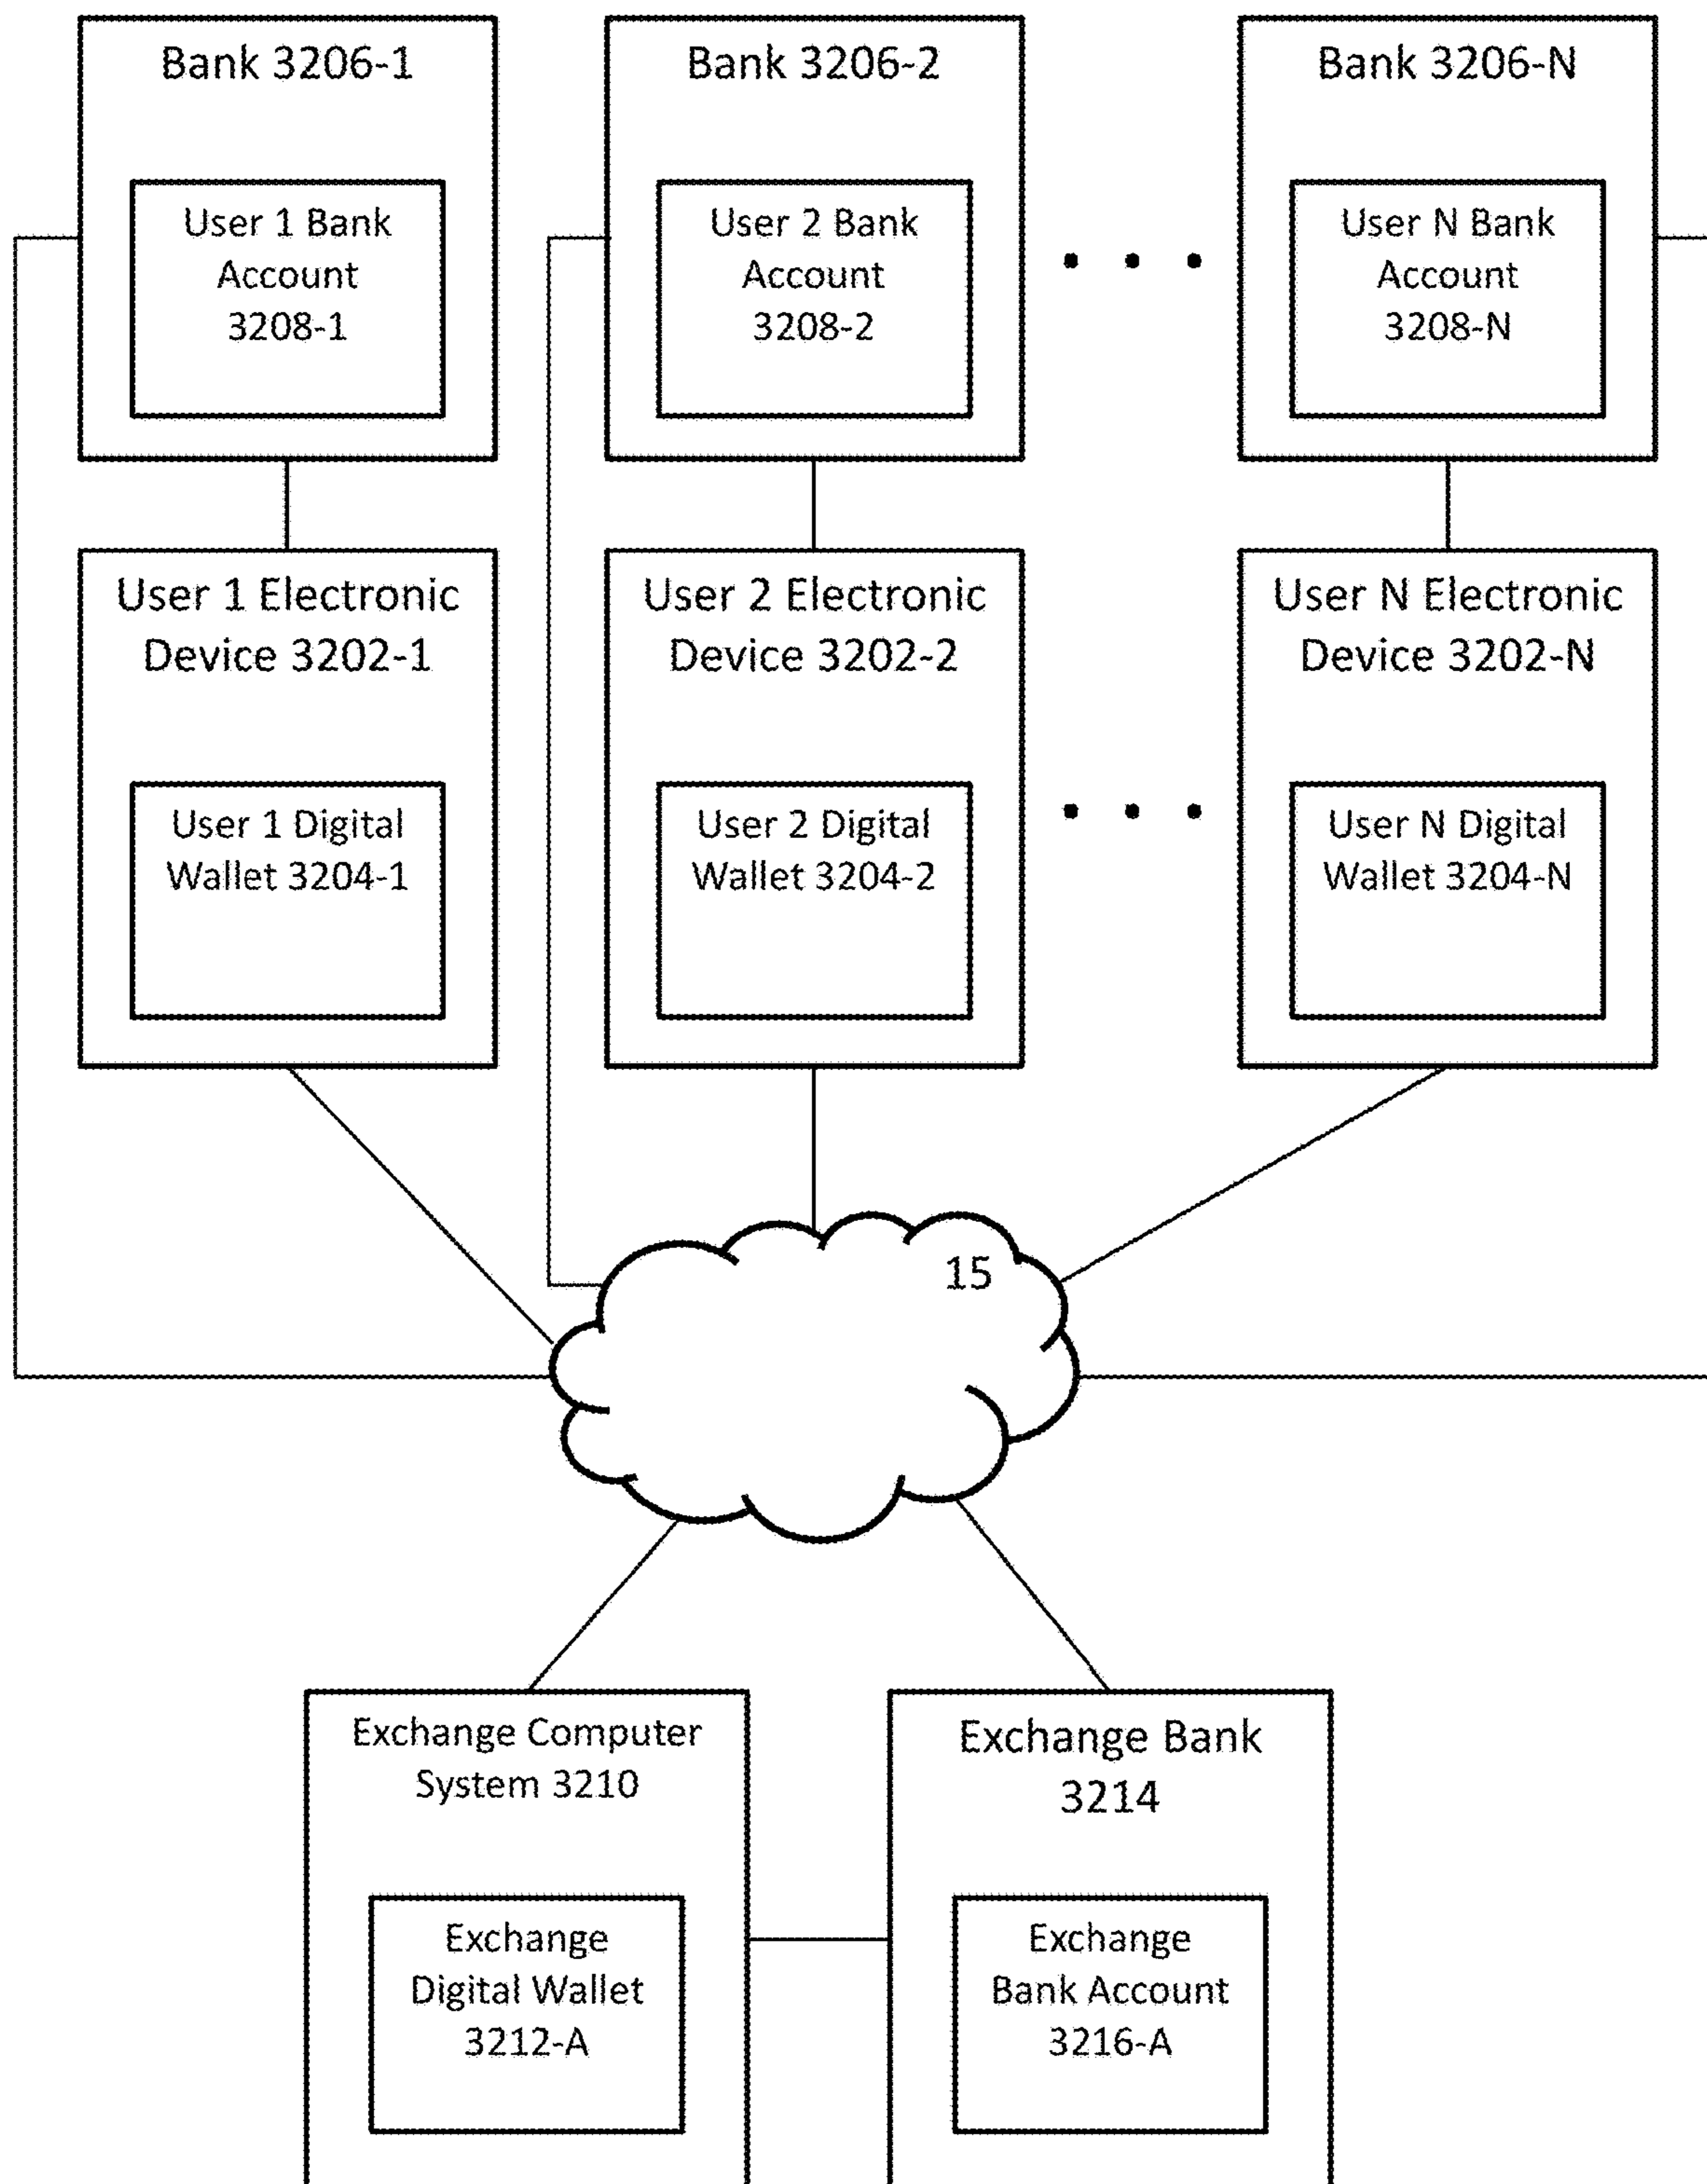 Bank 3206-1
User 1 Bank
Account
3208-1
Bank 3206-2
User 2 Bank
Account
3208-2
Bank 3206-N
User N Bank
Account
3208-N
User 1 Electronic
Device 3202-1
User 1 Digital
Wallet 3204-1
User 2 Electronic
Device 3202-2
User 2 Digital
Wallet 3204-2
User N Electronic
Device 3202-N
User N Digital
Wallet 3204-N
15
Exchange Computer
System 3210
Exchange
Digital Wallet
3212-A
Exchange Bank
3214
Exchange
Bank Account
3216-A